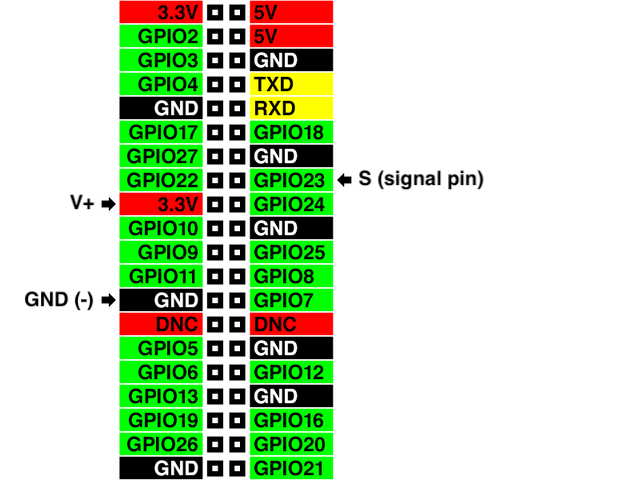 3.3V 5V
GPIO2 5V
GPIO3 GND
GPIO4 TXD
GND RXD
GPIO17 GPIO18
GPIO27 GND
GPIO22 GPIO23 S (signal pin)
V+ 3.3V GPIO24
GPIO10 GND
GPIO9 GPIO25
GPIO11 GPIO8
GND (-) GND GPIO7
DNC DNC
GPIO5 GND
GPIO6 GPIO12
GPIO13 GND
GPIO19 GPIO16
GPIO26 GPIO20
GND GPIO21